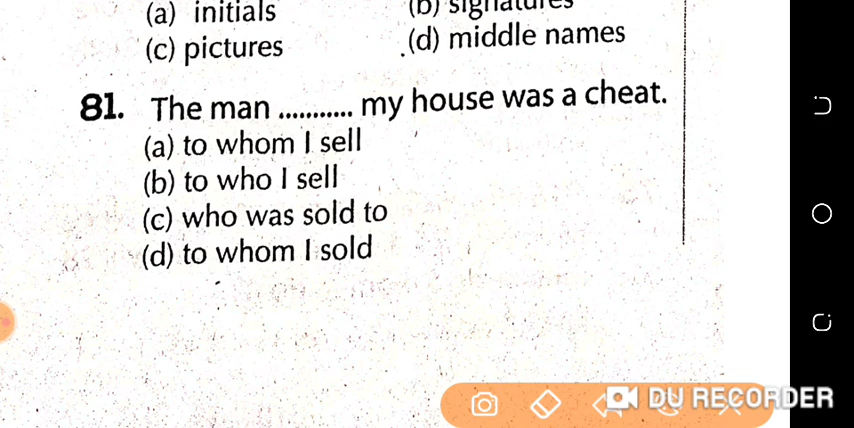 (a) initials
(b) signatures
(c) pictures
(d) middle names
81. The man ........... my house was a cheat.
(a) to whom I sell
(b) to who I sell
(c) who was sold to
(d) to whom I sold
DU RECORDER